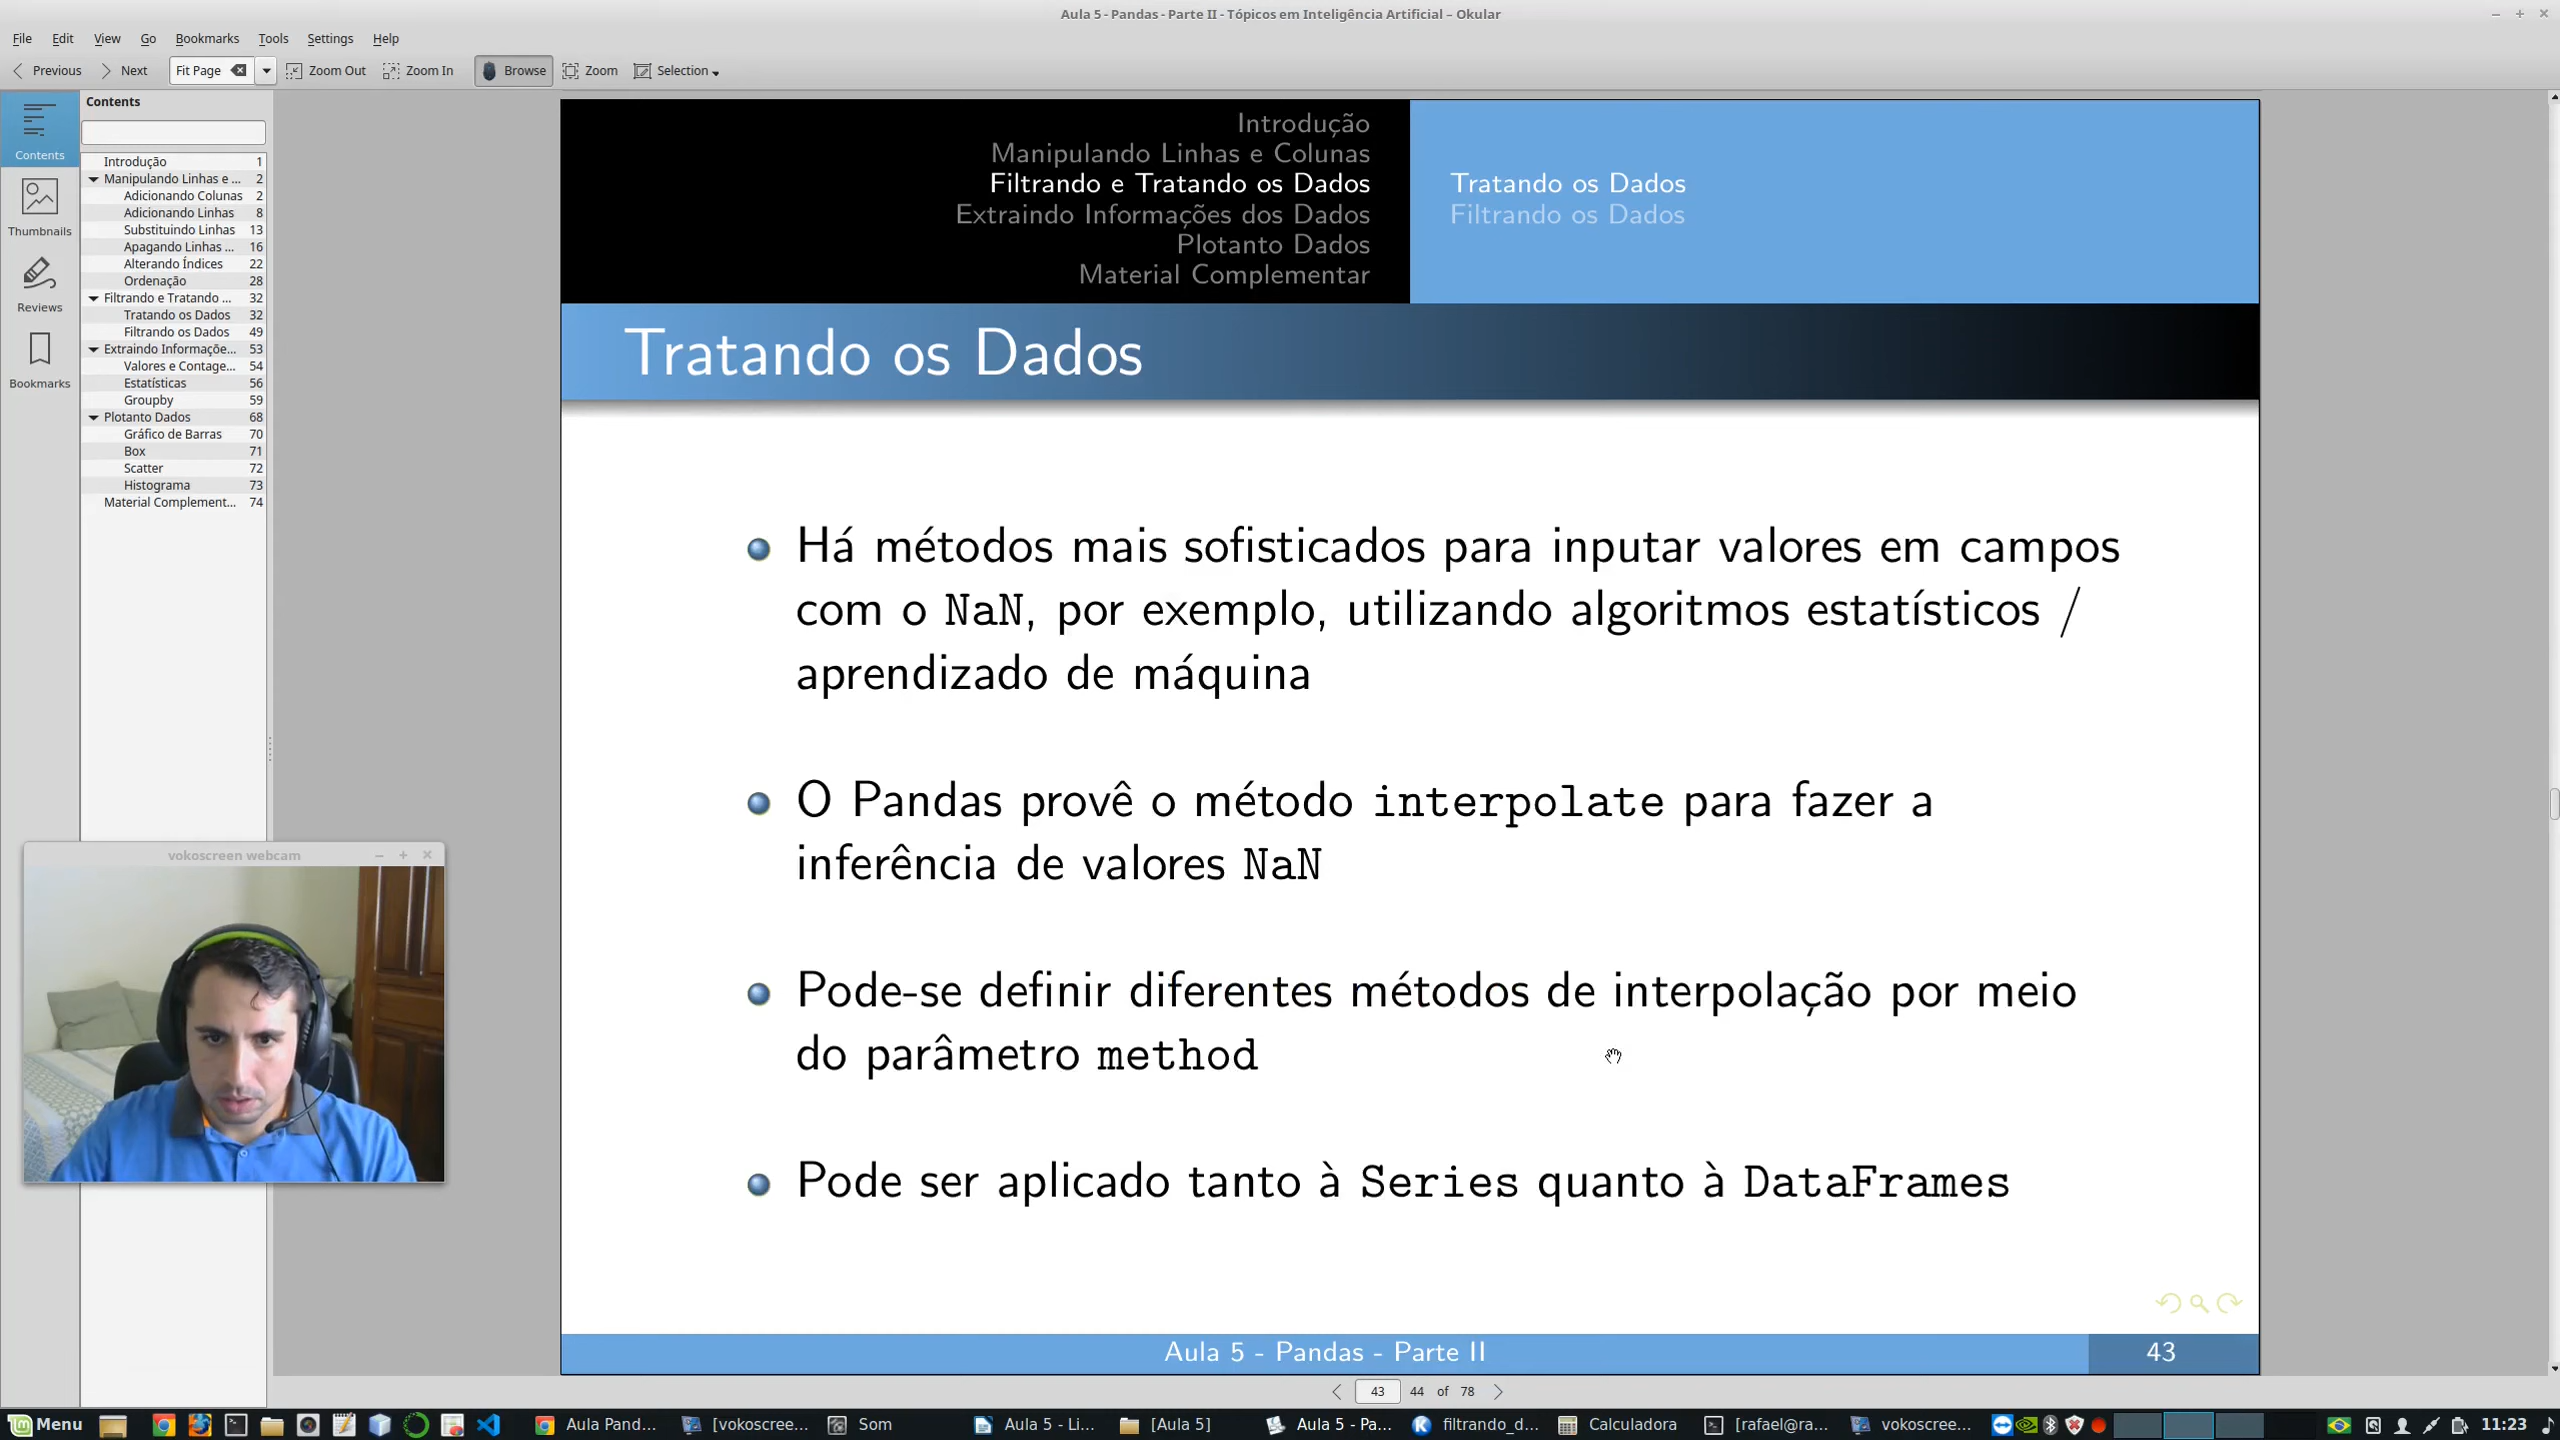 Aula 5 - Pandas - Parte II - Tópicos em Inteligência Artificial – Okular
File Edit View Go Bookmarks Tools Settings Help
Previous Next Fit Page Zoom Out Zoom In Browse Zoom Selection
Contents
Contents
Thumbnails
Reviews
Bookmarks
Introdução 1
Manipulando Linhas e ... 2
Adicionando Colunas 2
Adicionando Linhas 8
Substituindo Linhas 13
Apagando Linhas ... 16
Alterando Índices 22
Ordenação 28
Filtrando e Tratando ... 32
Tratando os Dados 32
Filtrando os Dados 49
Extraindo Informaçõe... 53
Valores e Contage... 54
Estatísticas 56
Groupby 59
Plotanto Dados 68
Gráfico de Barras 70
Box 71
Scatter 72
Histograma 73
Material Complement... 74
Introdução
Manipulando Linhas e Colunas
Filtrando e Tratando os Dados
Extraindo Informações dos Dados
Plotanto Dados
Material Complementar
Tratando os Dados
Filtrando os Dados
Tratando os Dados
Há métodos mais sofisticados para inputar valores em campos
com o NaN, por exemplo, utilizando algoritmos estatísticos /
aprendizado de máquina
O Pandas provê o método interpolate para fazer a
inferência de valores NaN
Pode-se definir diferentes métodos de interpolação por meio
do parâmetro method
Pode ser aplicado tanto à Series quanto à DataFrames
Aula 5 - Pandas - Parte II 43
vokoscreen webcam
43 44 of 78
Menu Aula Pand... [vokoscree... Som Aula 5 - Li... [Aula 5] Aula 5 - Pa... filtrando_d... Calculadora [rafael@ra... vokoscree... 11:23